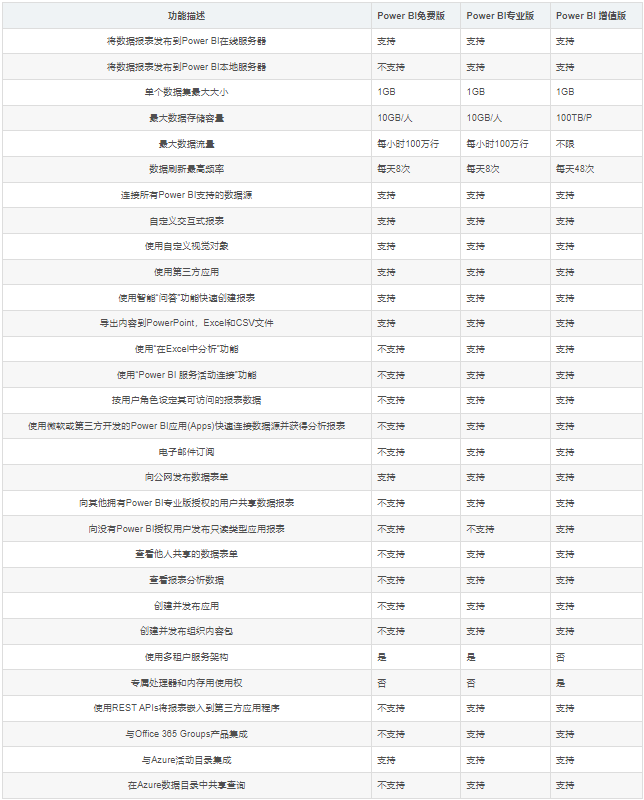 功能描述 Power BI免费版 Power BI专业版 Power BI 增值版
将数据报表发布到Power BI在线服务器 支持 支持 支持
将数据报表发布到Power BI本地服务器 不支持 支持 支持
单个数据集最大大小 1GB 1GB 1GB
最大数据存储容量 10GB/人 10GB/人 100TB/P
最大数据流量 每小时100万行 每小时100万行 不限
数据刷新最高频率 每天8次 每天8次 每天48次
连接所有Power BI支持的数据源 支持 支持 支持
自定义交互式报表 支持 支持 支持
使用自定义视觉对象 支持 支持 支持
使用第三方应用 支持 支持 支持
使用智能"问答"功能快速创建报表 支持 支持 支持
导出内容到PowerPoint，Excel和CSV文件 支持 支持 支持
使用"在Excel中分析"功能 不支持 支持 支持
使用"Power BI 服务活动连接"功能 不支持 支持 支持
按用户角色设定其可访问的报表数据 不支持 支持 支持
使用微软或第三方开发的Power BI应用(Apps)快速连接数据源并获得分析报表 不支持 支持 支持
电子邮件订阅 不支持 支持 支持
向公网发布数据表单 支持 支持 支持
向其他拥有Power BI专业版授权的用户共享数据报表 不支持 支持 支持
向没有Power BI授权用户发布只读类型应用报表 不支持 不支持 支持
查看他人共享的数据表单 不支持 支持 支持
查看报表分析数据 不支持 支持 支持
创建并发布应用 不支持 支持 支持
创建并发布组织内容包 不支持 支持 支持
使用多租户服务架构 是 是 否
专属处理器和内存用使用权 否 否 是
使用REST APIs将报表嵌入到第三方应用程序 不支持 支持 支持
与Office 365 Groups产品集成 不支持 支持 支持
与Azure活动目录集成 支持 支持 支持
在Azure数据目录中共享查询 不支持 支持 支持